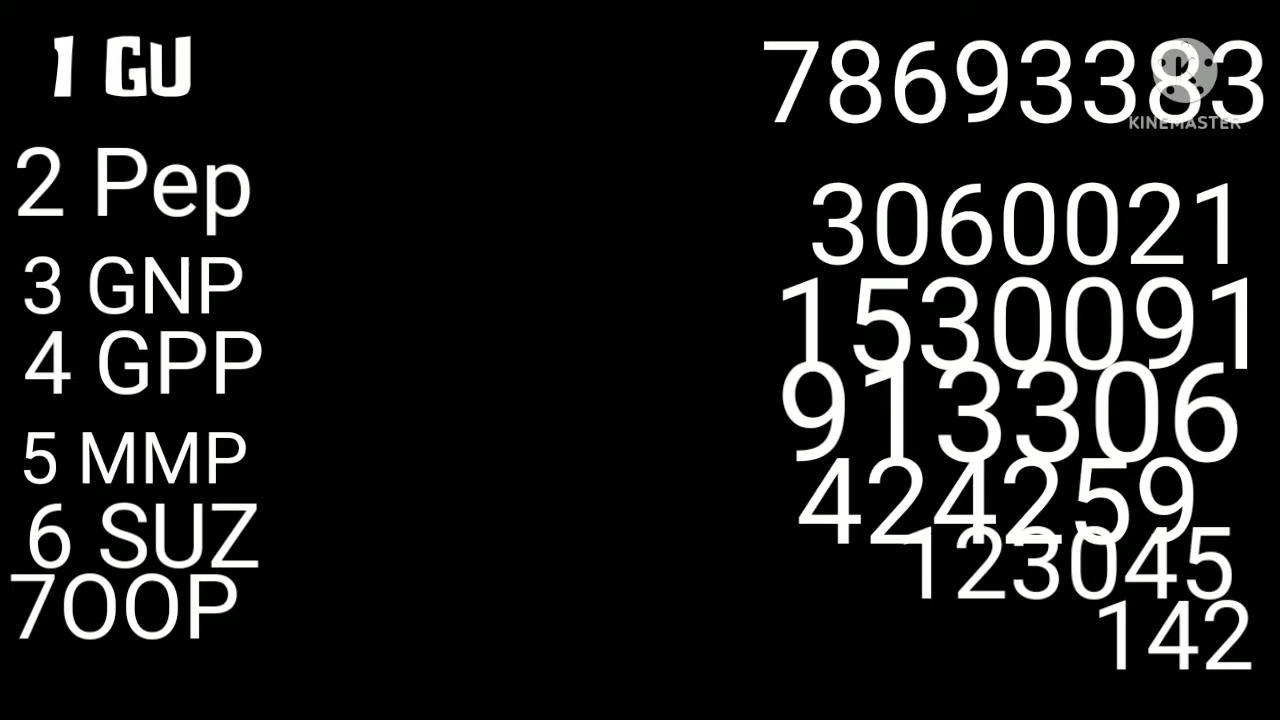 1 GU 78693383
KINEMASTER
2 Pep 3060021
3 GNP 1530091
4 GPP 913306
5 MMP 424259
6 SUZ 123045
7OOP 142